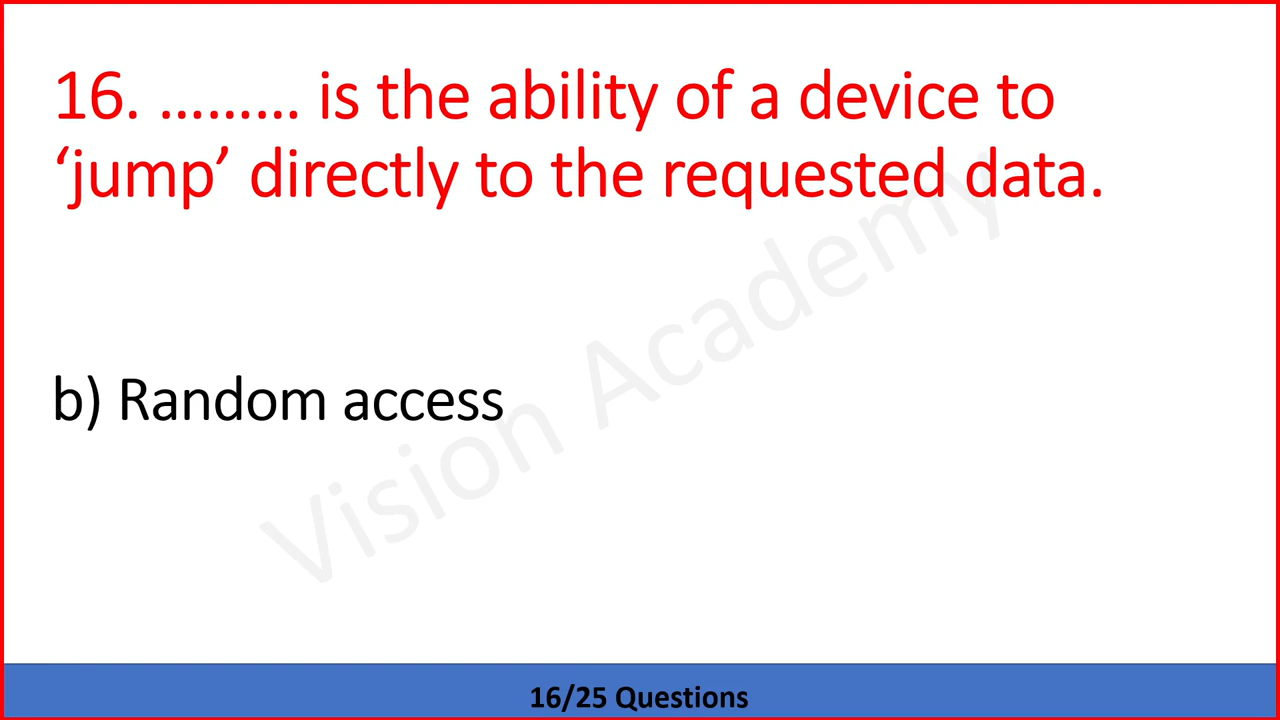 16. ……… is the ability of a device to
‘jump’ directly to the requested data.
b) Random access
Vision Academy
16/25 Questions